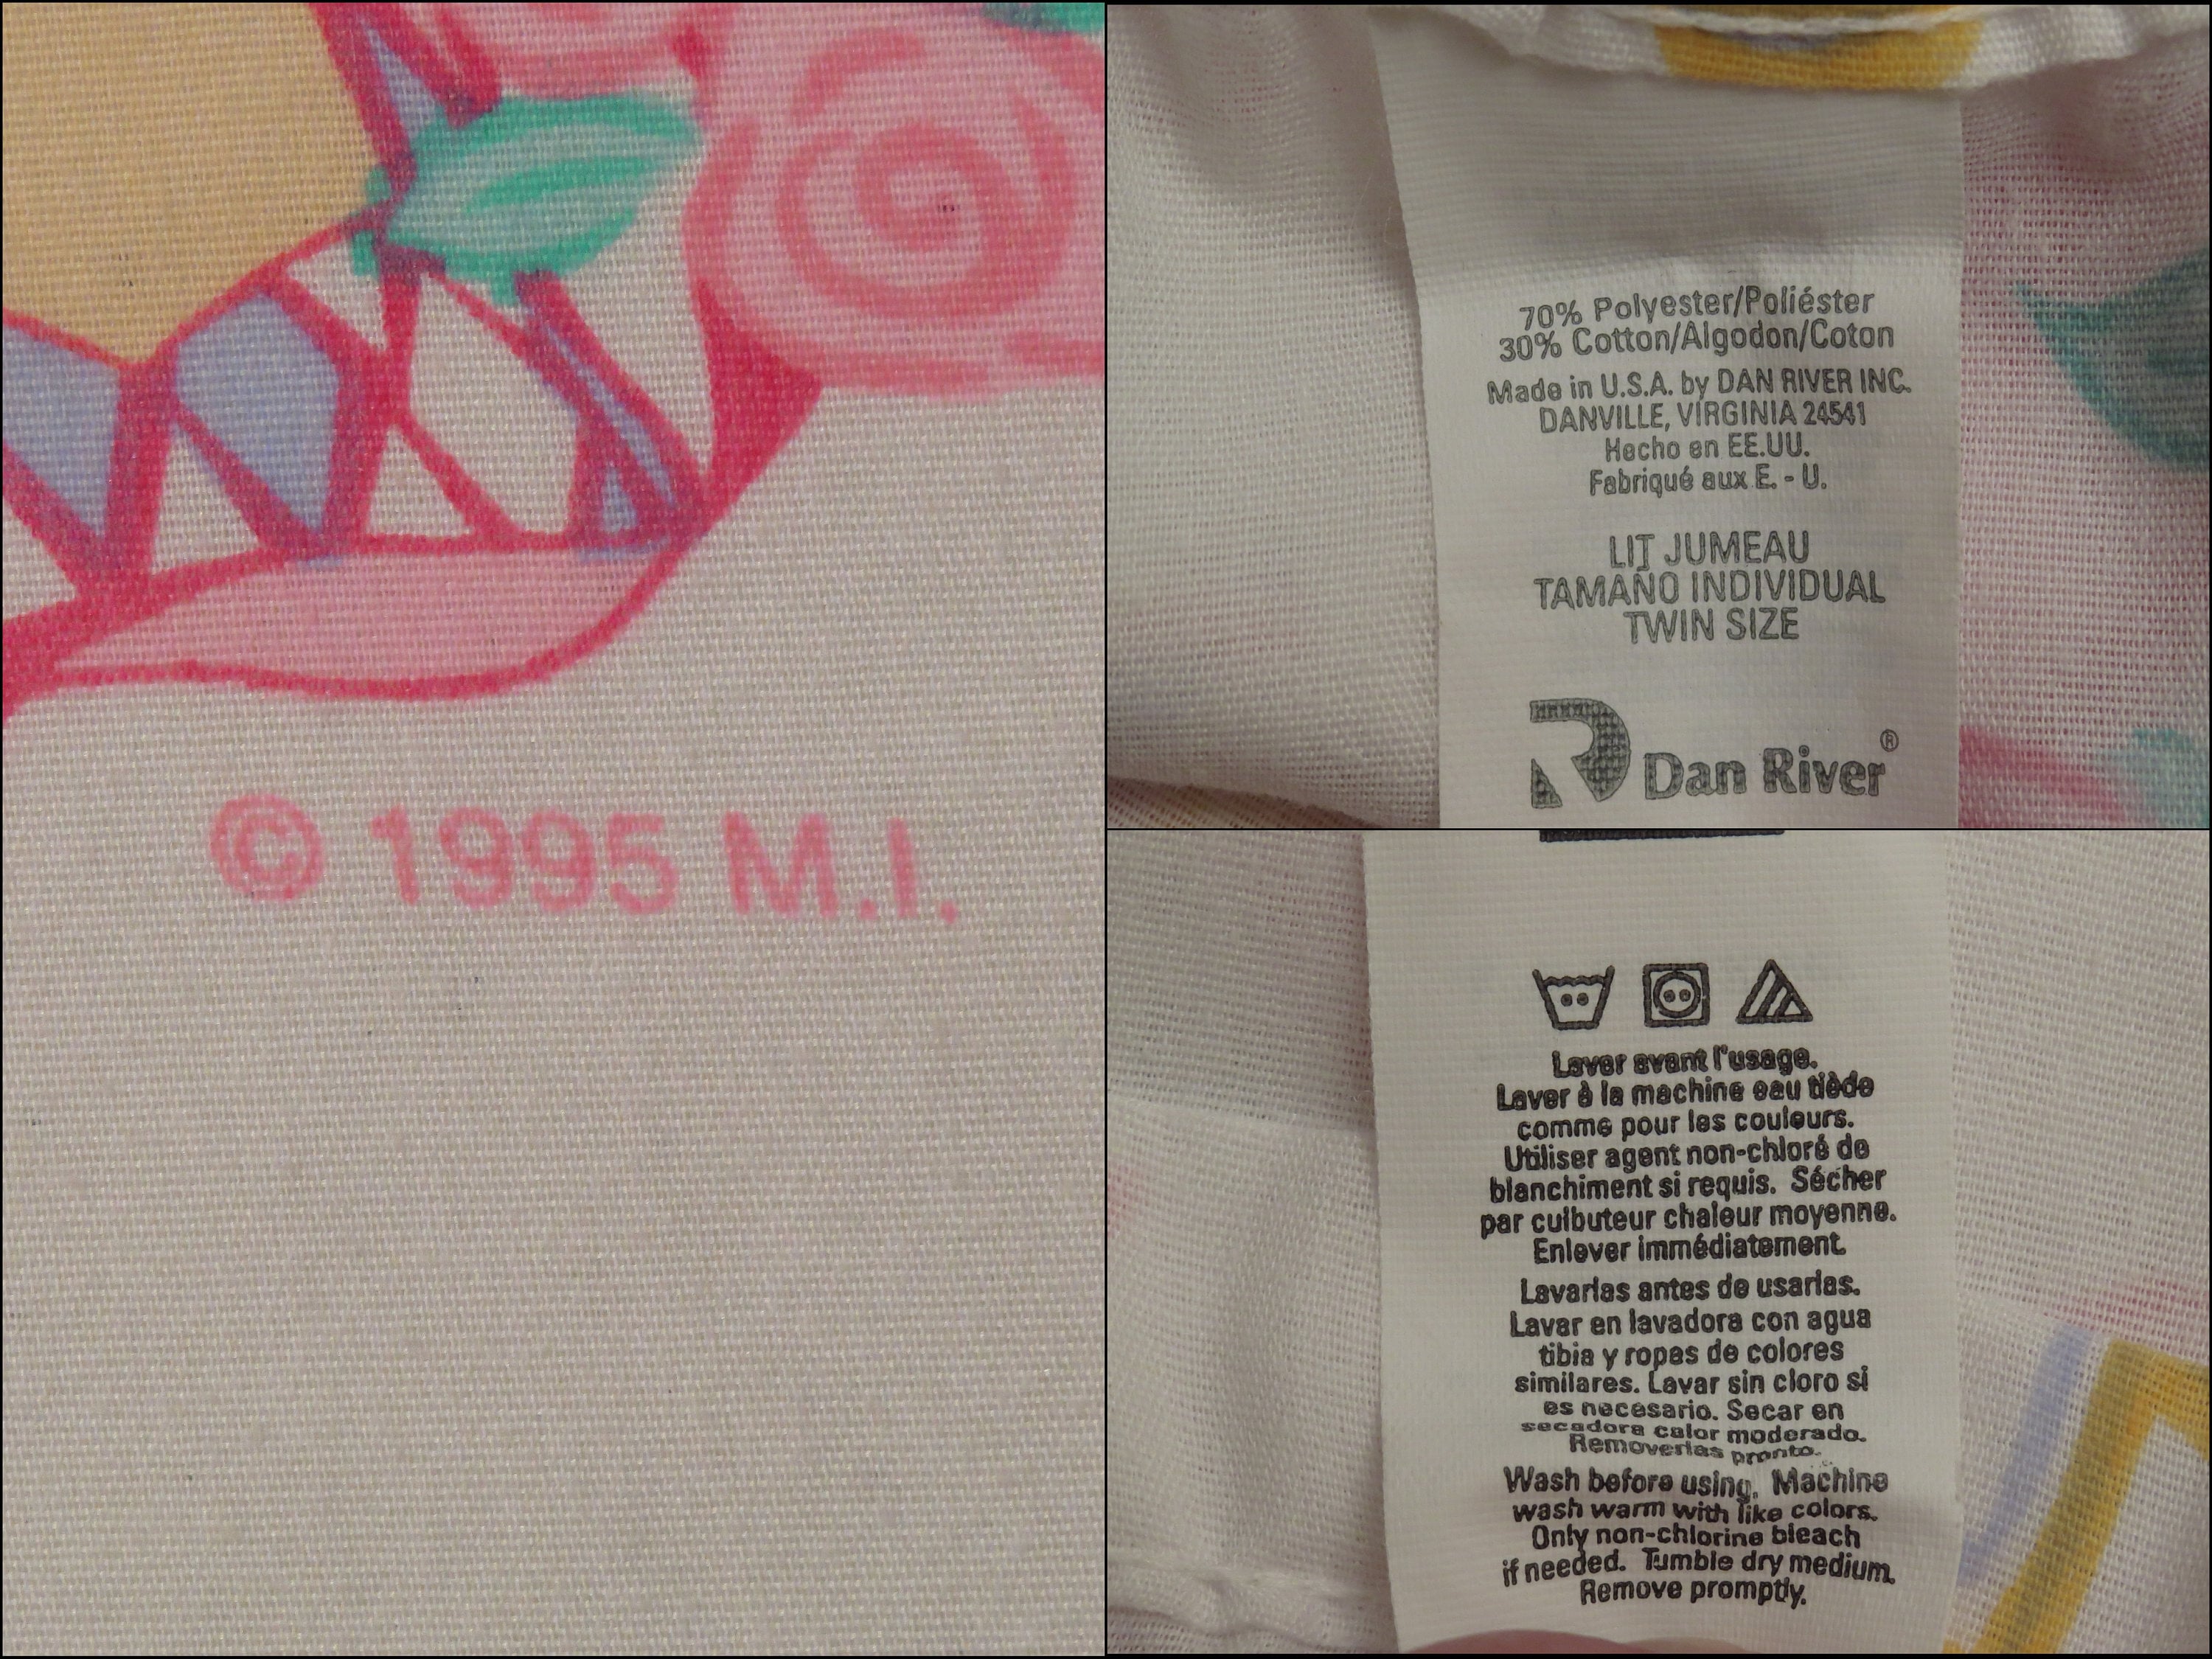 © 1995 M.I.
70% Polyester/Poliéster
30% Cotton/Algodon/Coton
Made in U.S.A. by DAN RIVER INC.
DANVILLE, VIRGINIA 24541
Hecho en EE.UU.
Fabriqué aux E. - U.
LIT JUMEAU
TAMAÑO INDIVIDUAL
TWIN SIZE
Dan River®
Laver avant l'usage.
Laver à la machine eau tiède
comme pour les couleurs.
Utiliser agent non-chloré de
blanchiment si requis. Sécher
par culbuteur chaleur moyenne.
Enlever immédiatement.
Lavarlas antes de usarlas.
Lavar en lavadora con agua
tibia y ropas de colores
similares. Lavar sin cloro si
es necesario. Secar en
secadora calor moderado.
Removerlas pronto.
Wash before using. Machine
wash warm with like colors.
Only non-chlorine bleach
if needed. Tumble dry medium.
Remove promptly.